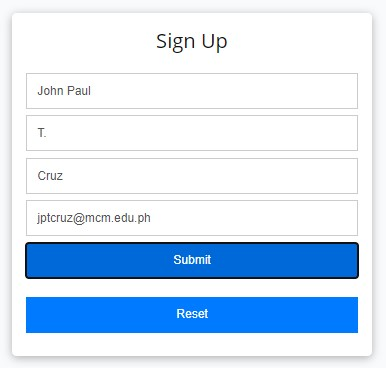 Sign Up
John Paul
T.
Cruz
jptcruz@mcm.edu.ph
Submit
Reset